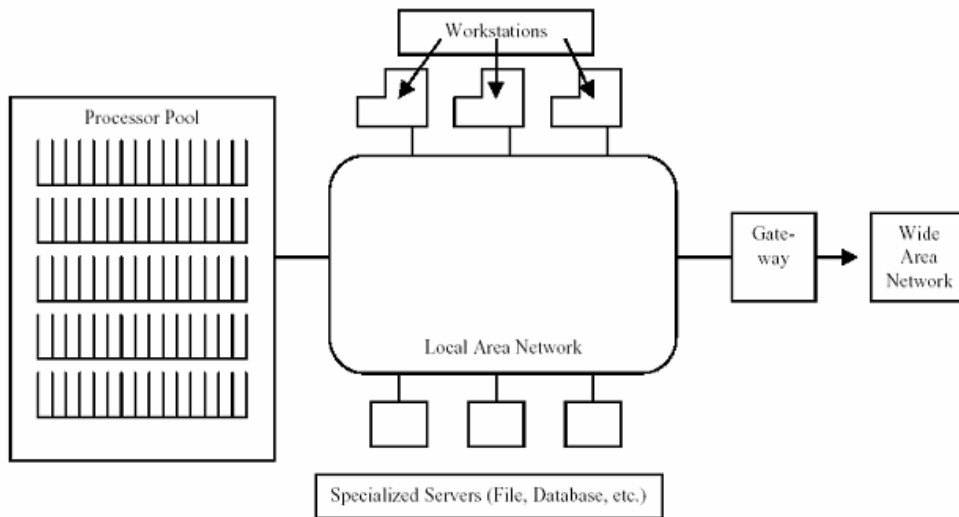 Workstations
Processor Pool
Gate-
way
Wide
Area
Network
Local Area Network
Specialized Servers (File, Database, etc.)